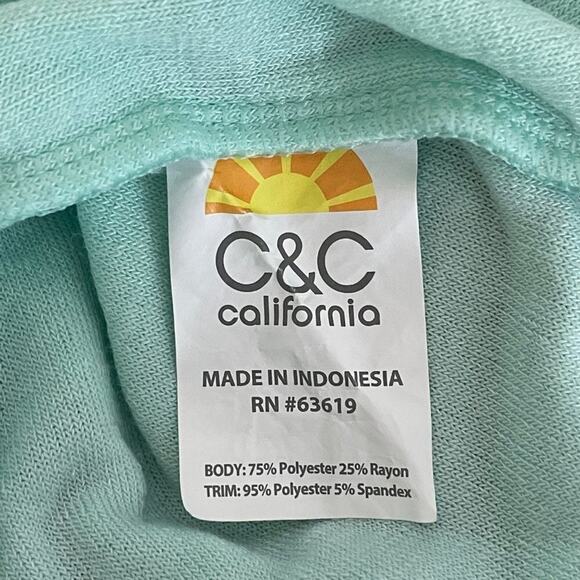 C&C
california
MADE IN INDONESIA
RN #63619
BODY: 75% Polyester 25% Rayon
TRIM: 95% Polyester 5% Spandex